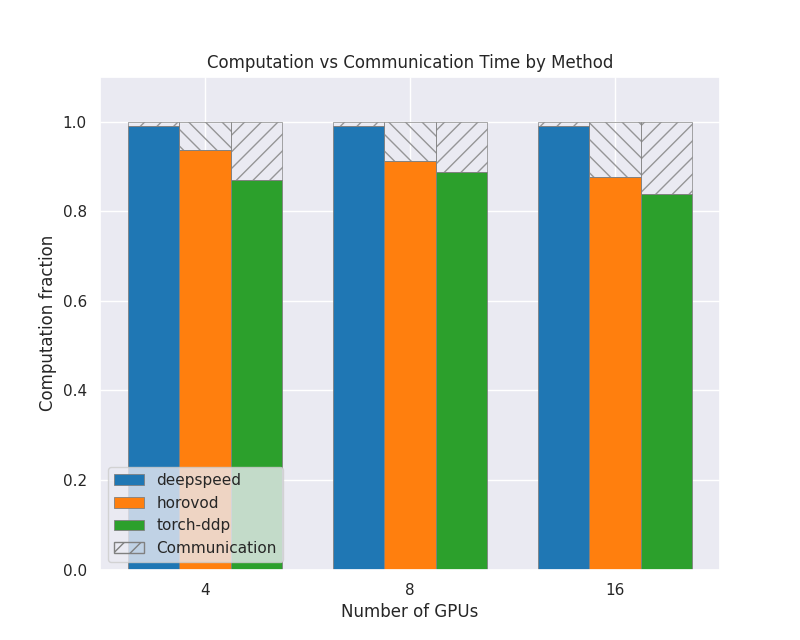 Computation vs Communication Time by Method
Computation fraction
1.0
0.8
0.6
0.4
0.2
0.0
deepspeed
horovod
torch-ddp
Communication
4 8 16
Number of GPUs